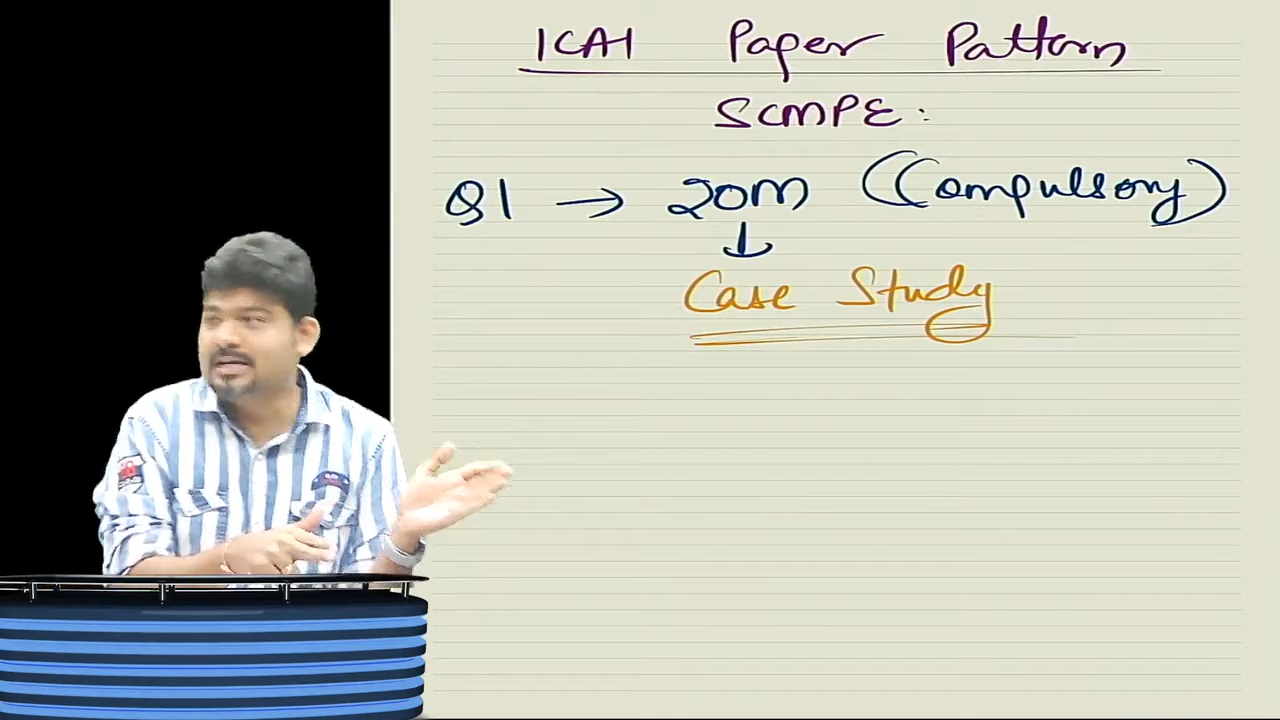 ICAI Paper Pattern
SCMPE:
Q1 → 20M (Compulsory)
↓
Case Study